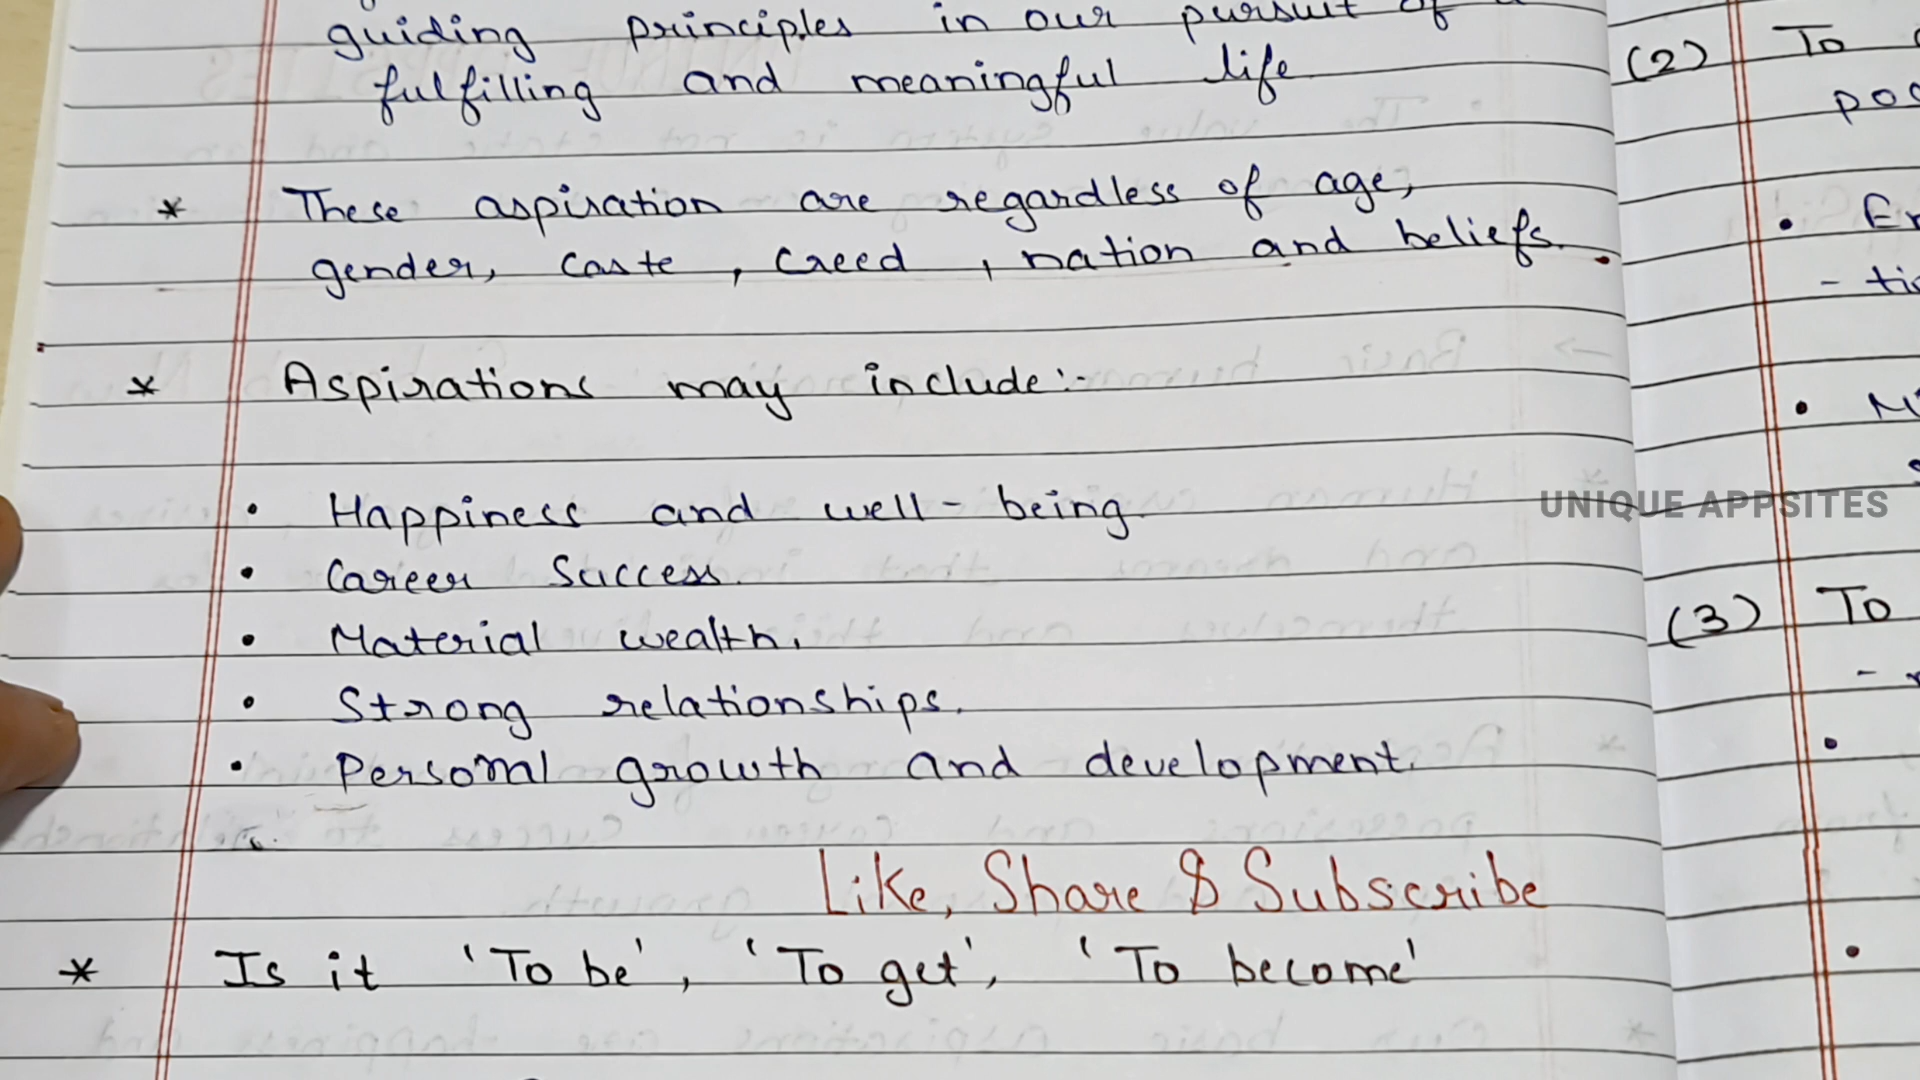 guiding principles in our pursuit of
fulfilling and meaningful life
* These aspiration are regardless of age,
gender, caste, creed, nation and beliefs.
* Aspirations may include:-
• Happiness and well-being
• Career Success.
• Material wealth.
• Strong relationships.
• Personal growth and development.
Like, Share & Subscribe
* Is it 'To be', 'To get', 'To become'
(2) To
•
•
(3) To
•
•
UNIQUE APPSITES